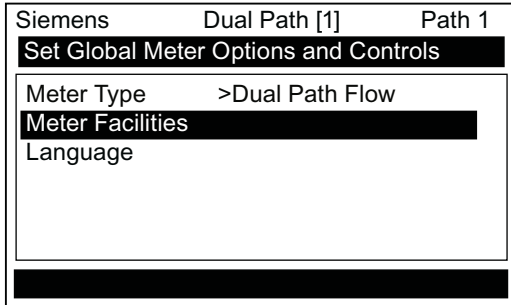 Siemens Dual Path [1] Path 1
Set Global Meter Options and Controls
Meter Type >Dual Path Flow
Meter Facilities
Language